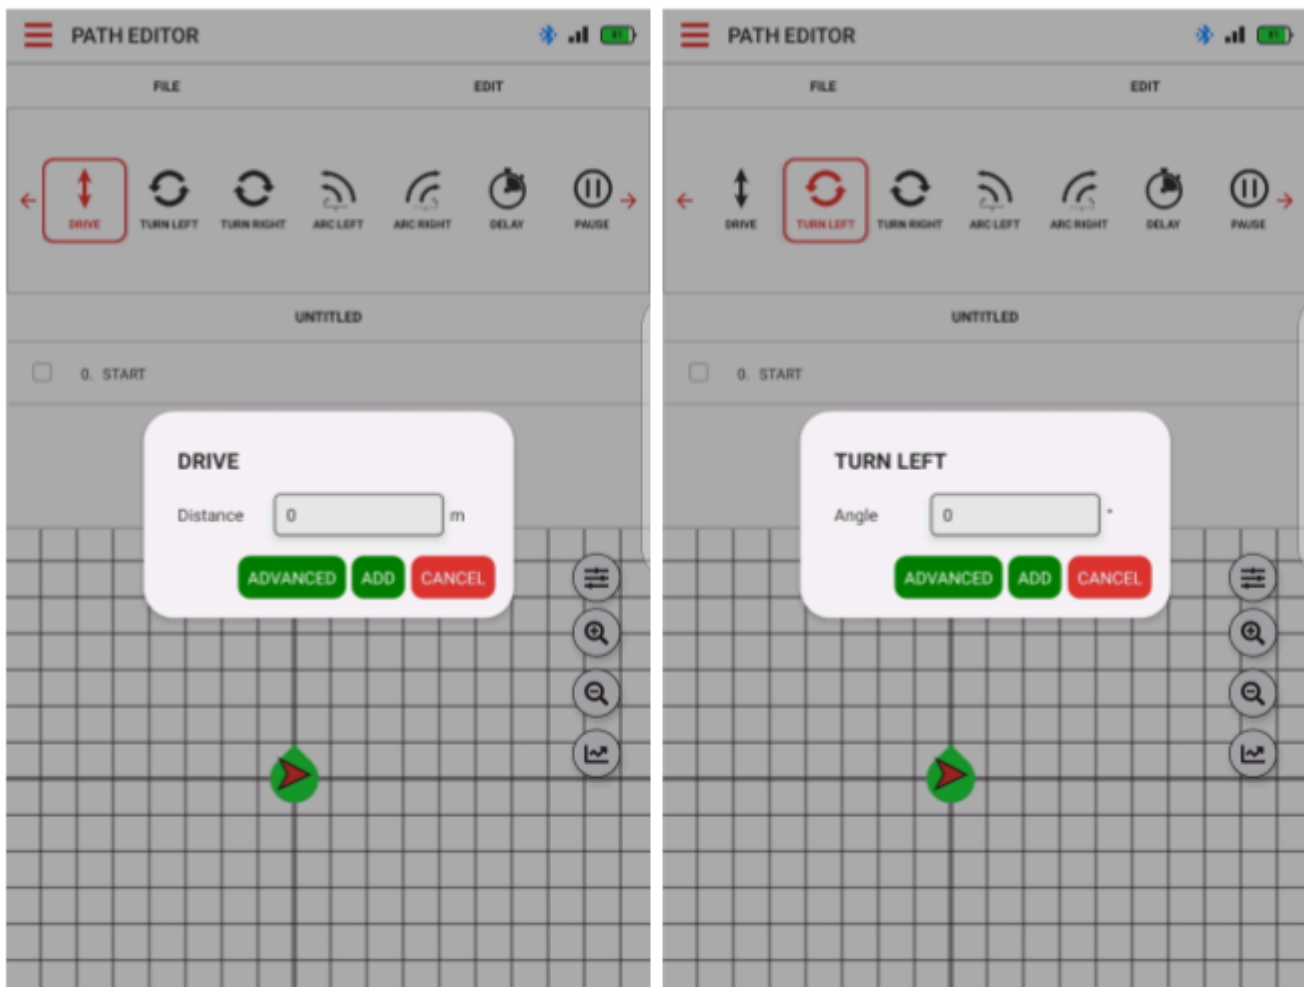 PATH EDITOR
FILE EDIT
DRIVE TURN LEFT TURN RIGHT ARC LEFT ARC RIGHT DELAY PAUSE
UNTITLED
0. START
DRIVE
Distance 0 m
ADVANCED ADD CANCEL
PATH EDITOR
FILE EDIT
DRIVE TURN LEFT TURN RIGHT ARC LEFT ARC RIGHT DELAY PAUSE
UNTITLED
0. START
TURN LEFT
Angle 0 °
ADVANCED ADD CANCEL